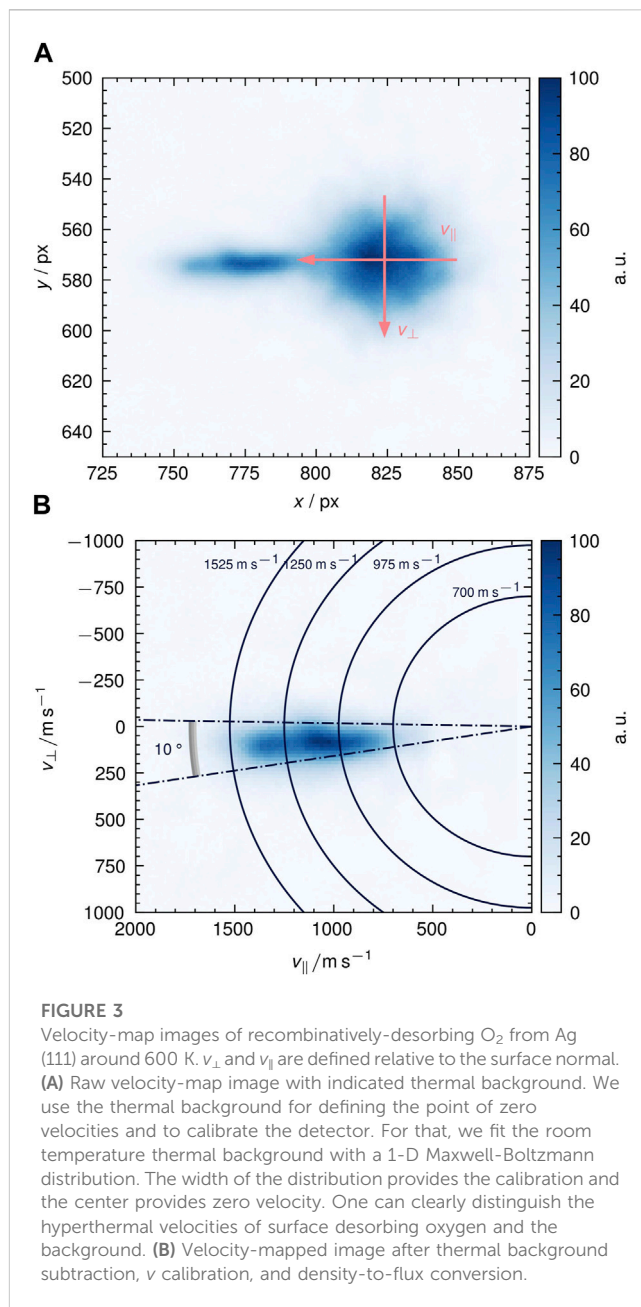 A
500
520
540
560
580
600
620
640
y / px
725
750
775
800
825
850
875
x / px
v∥
v⊥
100
80
60
40
20
0
a. u.
B
−1000
−750
−500
−250
0
250
500
750
1000
v⊥ / m s−1
2000
1500
1000
500
0
v∥ / m s−1
1525 m s−1
1250 m s−1
975 m s−1
700 m s−1
10 °
100
80
60
40
20
0
a.u.
FIGURE 3
Velocity-map images of recombinatively-desorbing O2 from Ag
(111) around 600 K. v⊥ and v∥ are defined relative to the surface normal.
(A) Raw velocity-map image with indicated thermal background. We
use the thermal background for defining the point of zero
velocities and to calibrate the detector. For that, we fit the room
temperature thermal background with a 1-D Maxwell-Boltzmann
distribution. The width of the distribution provides the calibration and
the center provides zero velocity. One can clearly distinguish the
hyperthermal velocities of surface desorbing oxygen and the
background. (B) Velocity-mapped image after thermal background
subtraction, v calibration, and density-to-flux conversion.